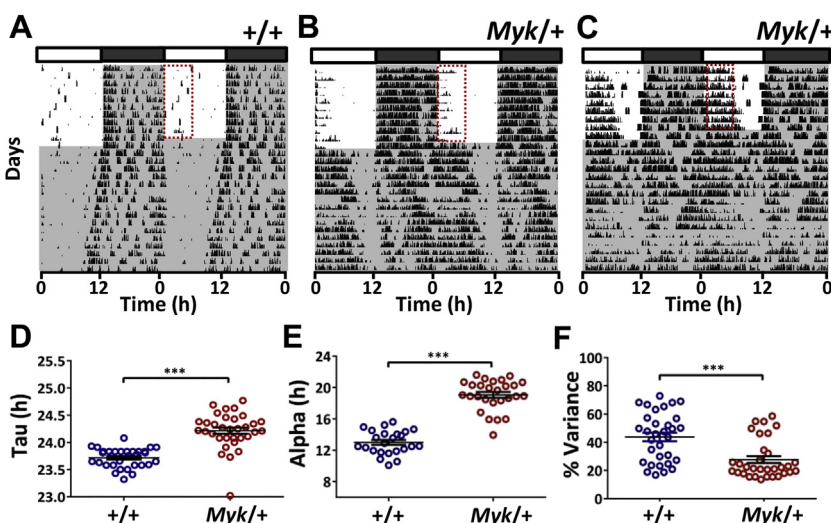 A +/+ B Myk/+ C Myk/+
Days
0 12 0 12 0 0 12 0 12 0 0 12 0 12 0
Time (h) Time (h) Time (h)
D E F
Tau (h)
25.5
25.0
24.5
24.0
23.5
23.0
***
+/+ Myk/+
Alpha (h)
24
20
16
12
8
***
+/+ Myk/+
% Variance
100
80
60
40
20
0
***
+/+ Myk/+